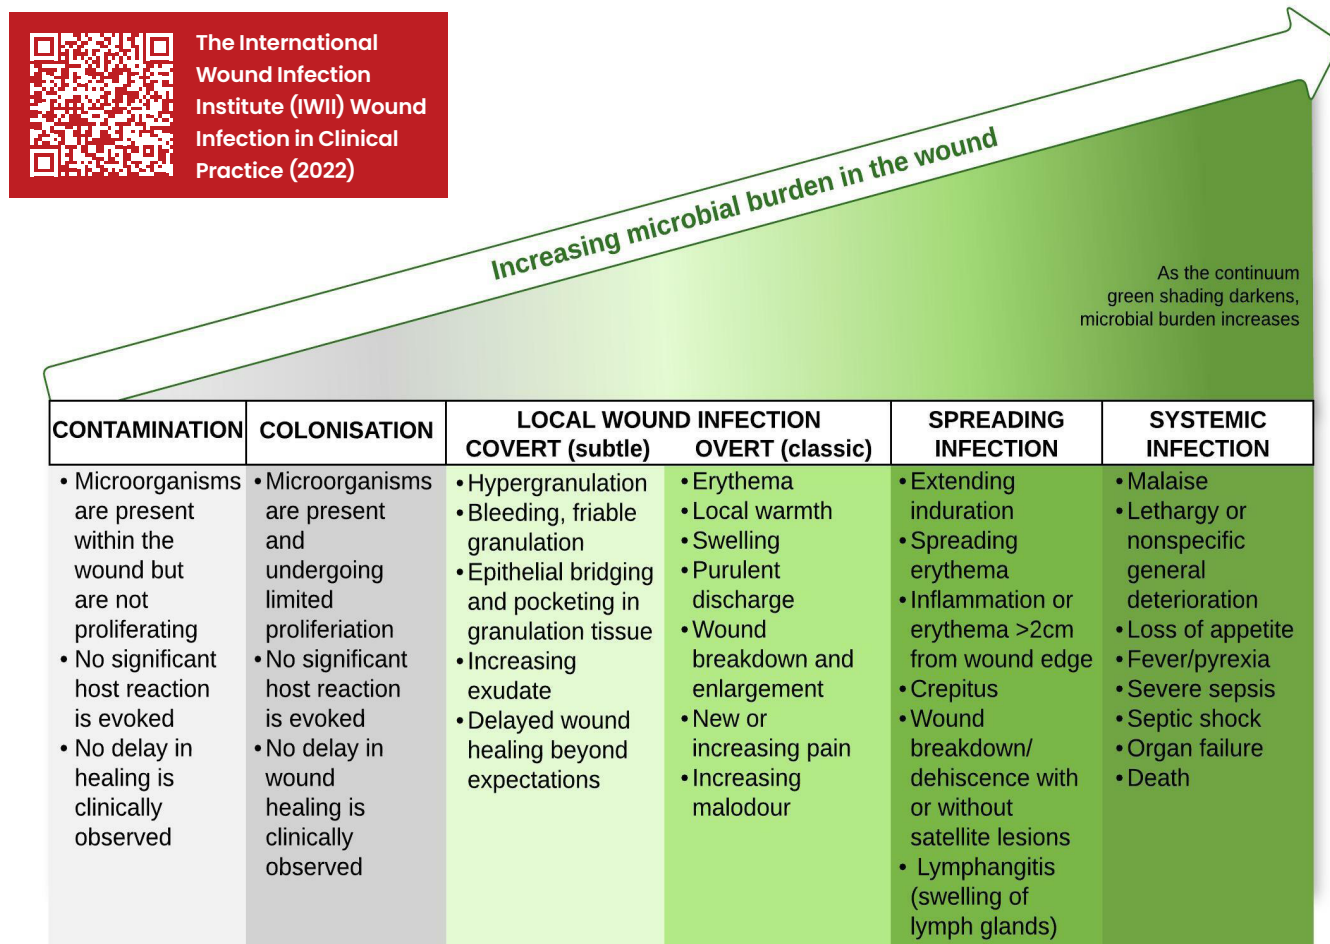 The International
Wound Infection
Institute (IWII) Wound
Infection in Clinical
Practice (2022)
Increasing microbial burden in the wound
As the continuum
green shading darkens,
microbial burden increases
CONTAMINATION
• Microorganisms
are present
within the
wound but
are not
proliferating
• No significant
host reaction
is evoked
• No delay in
healing is
clinically
observed
COLONISATION
• Microorganisms
are present
and
undergoing
limited
proliferiation
• No significant
host reaction
is evoked
• No delay in
wound
healing is
clinically
observed
LOCAL WOUND INFECTION
COVERT (subtle)
• Hypergranulation
• Bleeding, friable
granulation
• Epithelial bridging
and pocketing in
granulation tissue
• Increasing
exudate
• Delayed wound
healing beyond
expectations
OVERT (classic)
• Erythema
• Local warmth
• Swelling
• Purulent
discharge
• Wound
breakdown and
enlargement
• New or
increasing pain
• Increasing
malodour
SPREADING
INFECTION
• Extending
induration
• Spreading
erythema
• Inflammation or
erythema >2cm
from wound edge
• Crepitus
• Wound
breakdown/
dehiscence with
or without
satellite lesions
• Lymphangitis
(swelling of
lymph glands)
SYSTEMIC
INFECTION
• Malaise
• Lethargy or
nonspecific
general
deterioration
• Loss of appetite
• Fever/pyrexia
• Severe sepsis
• Septic shock
• Organ failure
• Death